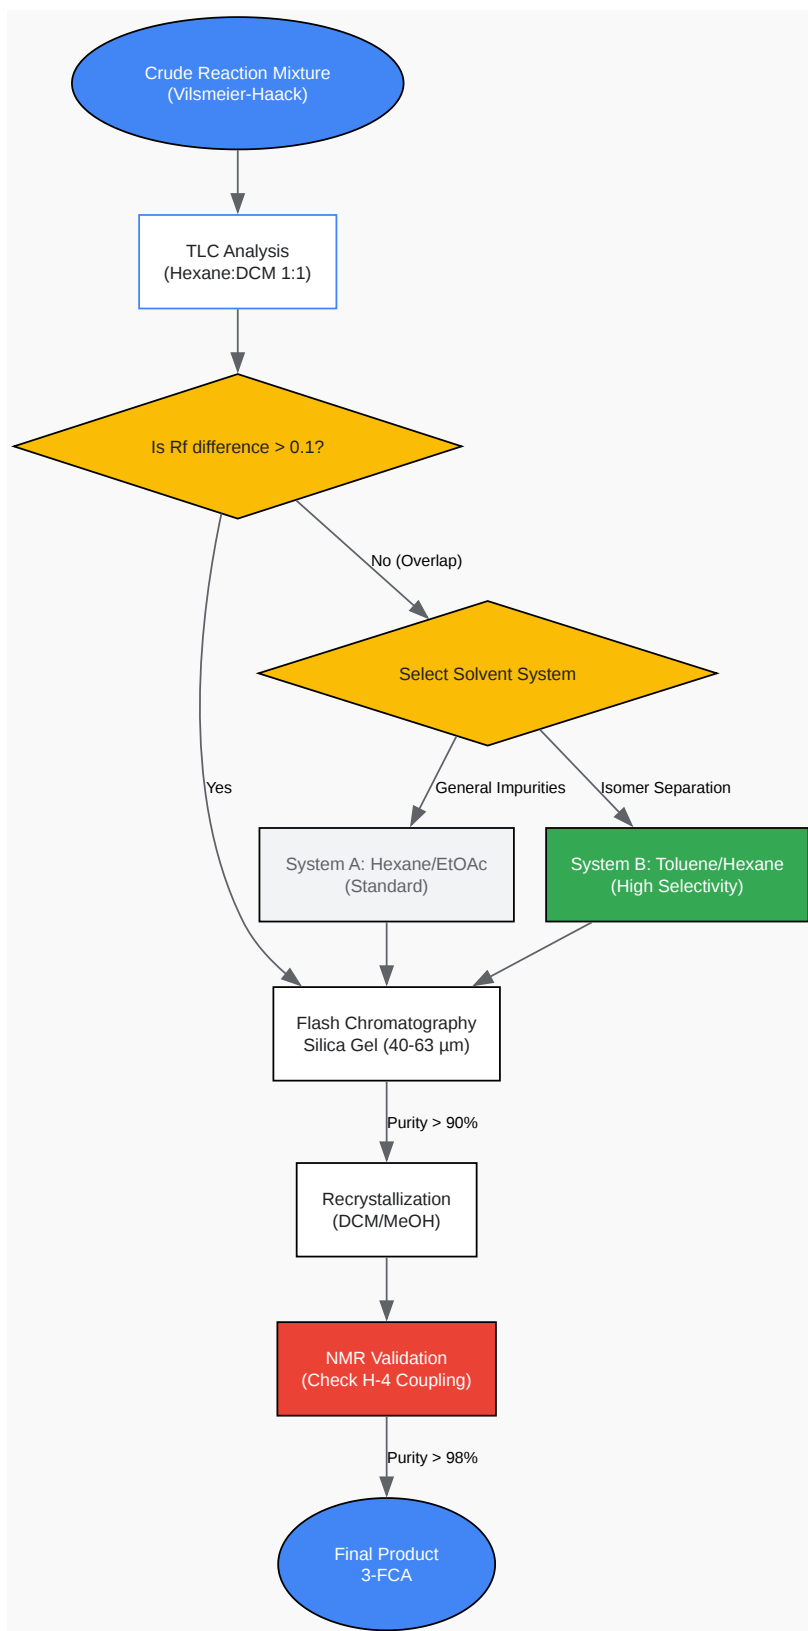 Crude Reaction Mixture
(Vilsmeier-Haack)
TLC Analysis
(Hexane:DCM 1:1)
Is Rf difference > 0.1?
No (Overlap)
Select Solvent System
Yes
General Impurities
Isomer Separation
System A: Hexane/EtOAc
(Standard)
System B: Toluene/Hexane
(High Selectivity)
Flash Chromatography
Silica Gel (40-63 µm)
Purity > 90%
Recrystallization
(DCM/MeOH)
NMR Validation
(Check H-4 Coupling)
Purity > 98%
Final Product
3-FCA